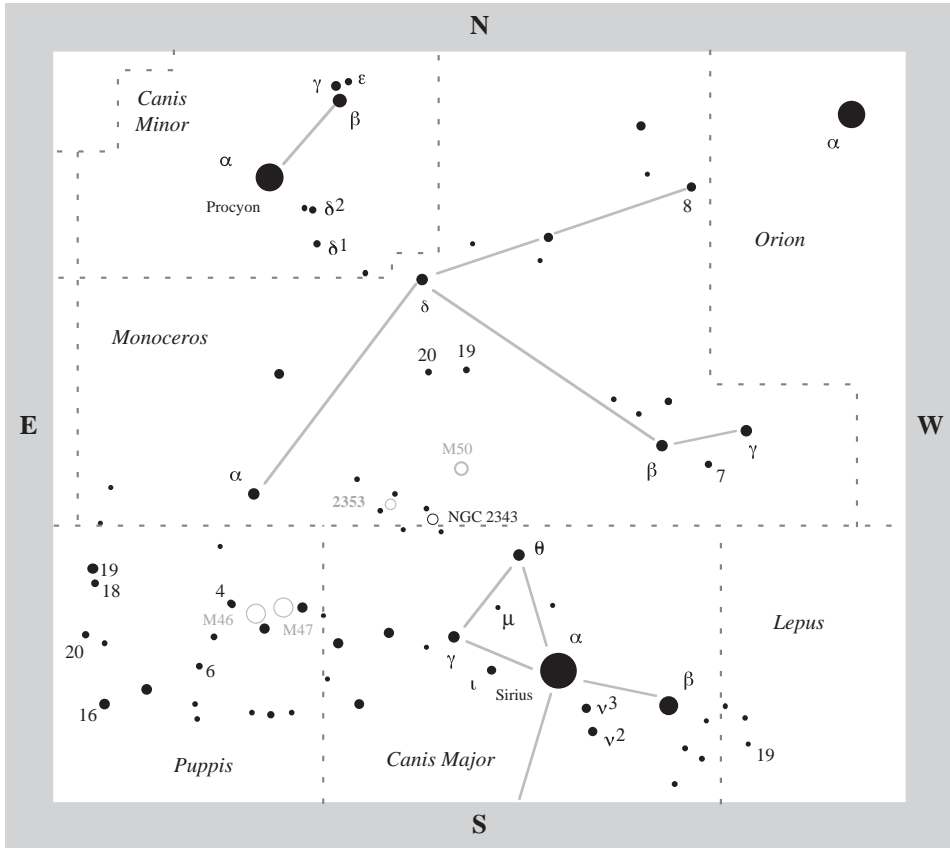 N
γ ε
Canis
Minor
β
α
α
Procyon
δ2
8
δ1
Orion
δ
Monoceros
20 19
E
W
M50
γ
α
β
7
2353
NGC 2343
θ
19
18
4
M46
M47
μ
α
Lepus
20
γ
6
ι
Sirius
β
ν3
16
ν2
19
Puppis
Canis Major
S